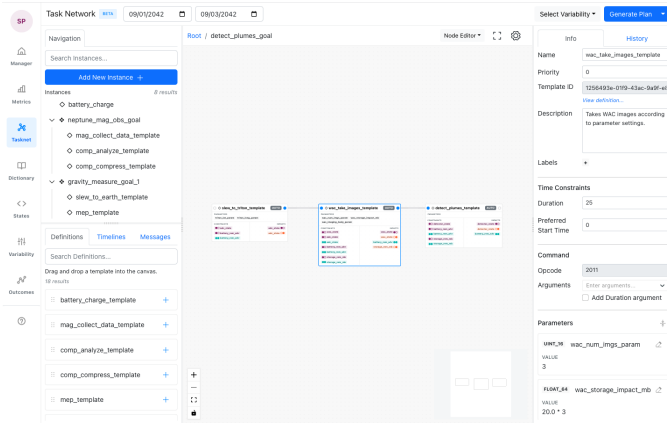 SP
Task Network BETA 09/01/2042 09/03/2042 Select Variability Generate Plan
Manager
Metrics
Tasknet
Dictionary
States
Variability
Outcomes
Navigation
Search Instances...
Add New Instance +
Instances 8 results
battery_charge
neptune_mag_obs_goal
mag_collect_data_template
comp_analyze_template
comp_compress_template
gravity_measure_goal_1
slew_to_earth_template
mep_template
Definitions Timelines Messages
Search Definitions...
Drag and drop a template into the canvas.
18 results
battery_charge_template +
mag_collect_data_template +
comp_analyze_template +
comp_compress_template +
mep_template +
Root / detect_plumes_goal Node Editor
slew_to_triton_template
wac_take_images_template
detect_plumes_template
Info History
Name wac_take_images_template
Priority 0
Template ID 1256493e-01f9-43ac-9a9f-e
View definition...
Description Takes WAC images according
to parameter settings.
Labels +
Time Constraints
Duration 25
Preferred
Start Time 0
Command
Opcode 2011
Arguments Enter arguments...
Add Duration argument
Parameters
UINT_16 wac_num_imgs_param
VALUE
3
FLOAT_64 wac_storage_impact_mb
VALUE
20.0 * 3